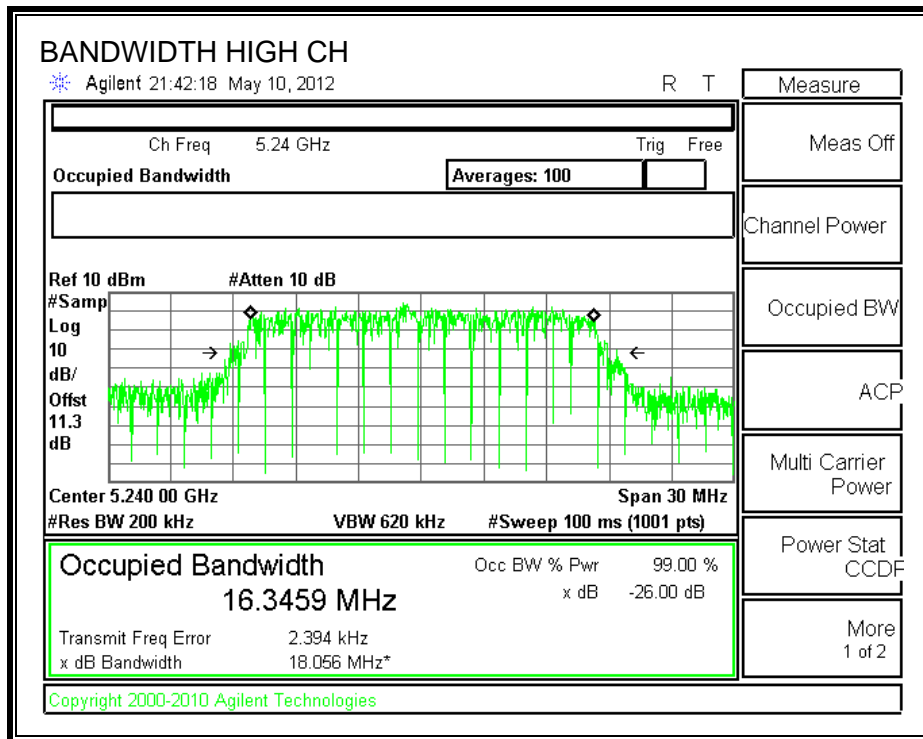 BANDWIDTH HIGH CH
Agilent 21:42:18 May 10, 2012 R T
Measure
Ch Freq 5.24 GHz Trig Free
Meas Off
Occupied Bandwidth Averages: 100
Channel Power
Ref 10 dBm #Atten 10 dB
#Samp
Log
10
dB/
Offst
11.3
dB
Occupied BW
ACP
Center 5.240 00 GHz Span 30 MHz
#Res BW 200 kHz VBW 620 kHz #Sweep 100 ms (1001 pts)
Multi Carrier
Power
Occupied Bandwidth Occ BW % Pwr 99.00 %
16.3459 MHz x dB -26.00 dB
Power Stat
CCDF
Transmit Freq Error 2.394 kHz
x dB Bandwidth 18.056 MHz*
More
1 of 2
Copyright 2000-2010 Agilent Technologies